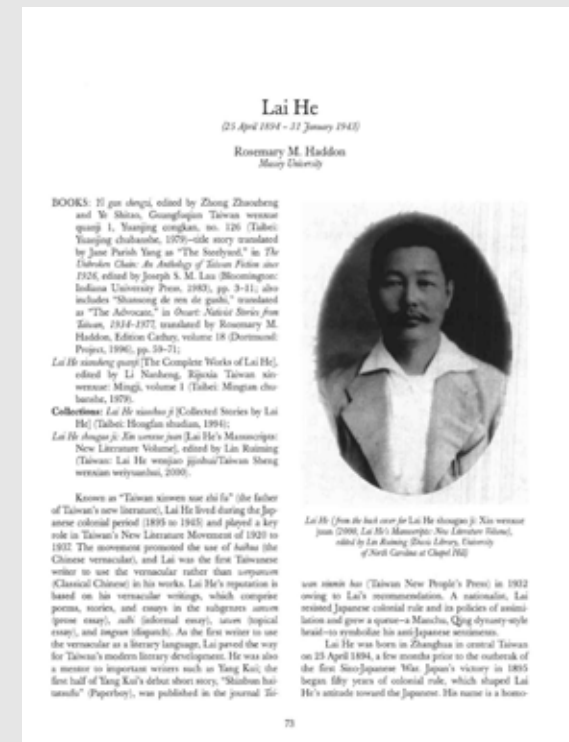 Lai He
(25 April 1894 – 31 January 1943)
Rosemary M. Haddon
Massey University
BOOKS: Yi gan chengzi, edited by Zhong Zhaozheng
and Ye Shitao, Guangfuqian Taiwan wenxue
quanji 1, Yuanjing congkan, no. 126 (Taibei:
Yuanjing chubanshe, 1979)—title story translated
by Jane Parish Yang as "The Steelyard," in The
Unbroken Chain: An Anthology of Taiwan Fiction since
1926, edited by Joseph S. M. Lau (Bloomington:
Indiana University Press, 1983), pp. 3–11; also
includes "Shansong de ren de gushi," translated
as "The Advocate," in Oxcart: Nativist Stories from
Taiwan, 1934–1977, translated by Rosemary M.
Haddon, Edition Cathay, volume 18 (Dortmund:
Project, 1996), pp. 59–71;
Lai He xiansheng quanji [The Complete Works of Lai He],
edited by Li Nanheng, Rijuxia Taiwan xin-
wenxue: Mingji, volume 1 (Taibei: Mingtan chu-
banshe, 1979).
Collections: Lai He xiaoshuo ji [Collected Stories by Lai
He] (Taibei: Hongfan shudian, 1994);
Lai He shougao ji: Xin wenxue juan [Lai He's Manuscripts:
New Literature Volume], edited by Lin Ruiming
(Taiwan: Lai He wenjiao jijinhui/Taiwan Sheng
wenxian weiyuanhui, 2000).
Known as "Taiwan xinwen xue zhi fu" (the father
of Taiwan's new literature), Lai He lived during the Jap-
anese colonial period (1895 to 1945) and played a key
role in Taiwan's New Literature Movement of 1920 to
1937. The movement promoted the use of baihua (the
Chinese vernacular), and Lai was the first Taiwanese
writer to use the vernacular rather than wenyanwen
(Classical Chinese) in his works. Lai He's reputation is
based on his vernacular writings, which comprise
poems, stories, and essays in the subgenres sanwen
(prose essay), suibi (informal essay), zawen (topical
essay), and tongxun (dispatch). As the first writer to use
the vernacular as a literary language, Lai paved the way
for Taiwan's modern literary development. He was also
a mentor to important writers such as Yang Kui; the
first half of Yang Kui's debut short story, "Shinbun hai-
tatsufu" (Paperboy), was published in the journal Tai-
Lai He (from the back cover for Lai He shougao ji: Xin wenxue
juan [2000, Lai He's Manuscripts: New Literature Volume],
edited by Lin Ruiming (Davis Library, University
of North Carolina at Chapel Hill)
wan xinmin bao (Taiwan New People's Press) in 1932
owing to Lai's recommendation. A nationalist, Lai
resisted Japanese colonial rule and its policies of assimi-
lation and grew a queue—a Manchu, Qing dynasty-style
braid—to symbolize his anti-Japanese sentiments.
Lai He was born in Zhanghua in central Taiwan
on 25 April 1894, a few months prior to the outbreak of
the first Sino-Japanese War. Japan's victory in 1895
began fifty years of colonial rule, which shaped Lai
He's attitude toward the Japanese. His name is a homo-
73